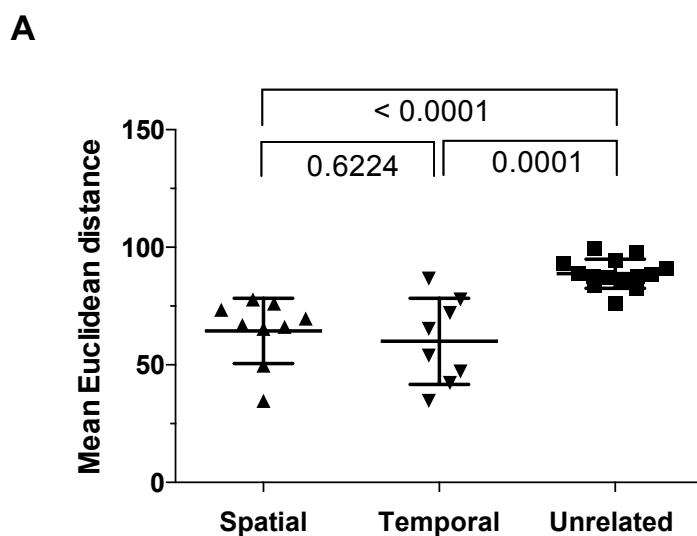 A
< 0.0001
0.6224
0.0001
Mean Euclidean distance
150
100
50
0
Spatial
Temporal
Unrelated